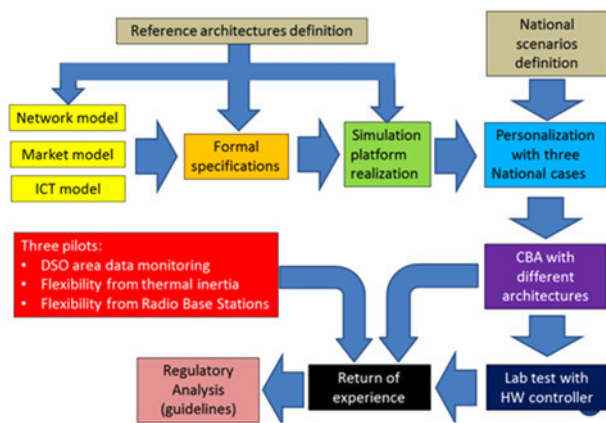 Reference architectures definition
National
scenarios
definition
Network model
Market model
ICT model
Formal
specifications
Simulation
platform
realization
Personalization
with three
National cases
Three pilots:
• DSO area data monitoring
• Flexibility from thermal inertia
• Flexibility from Radio Base Stations
CBA with
different
architectures
Regulatory
Analysis
(guidelines)
Return of
experience
Lab test with
HW controller